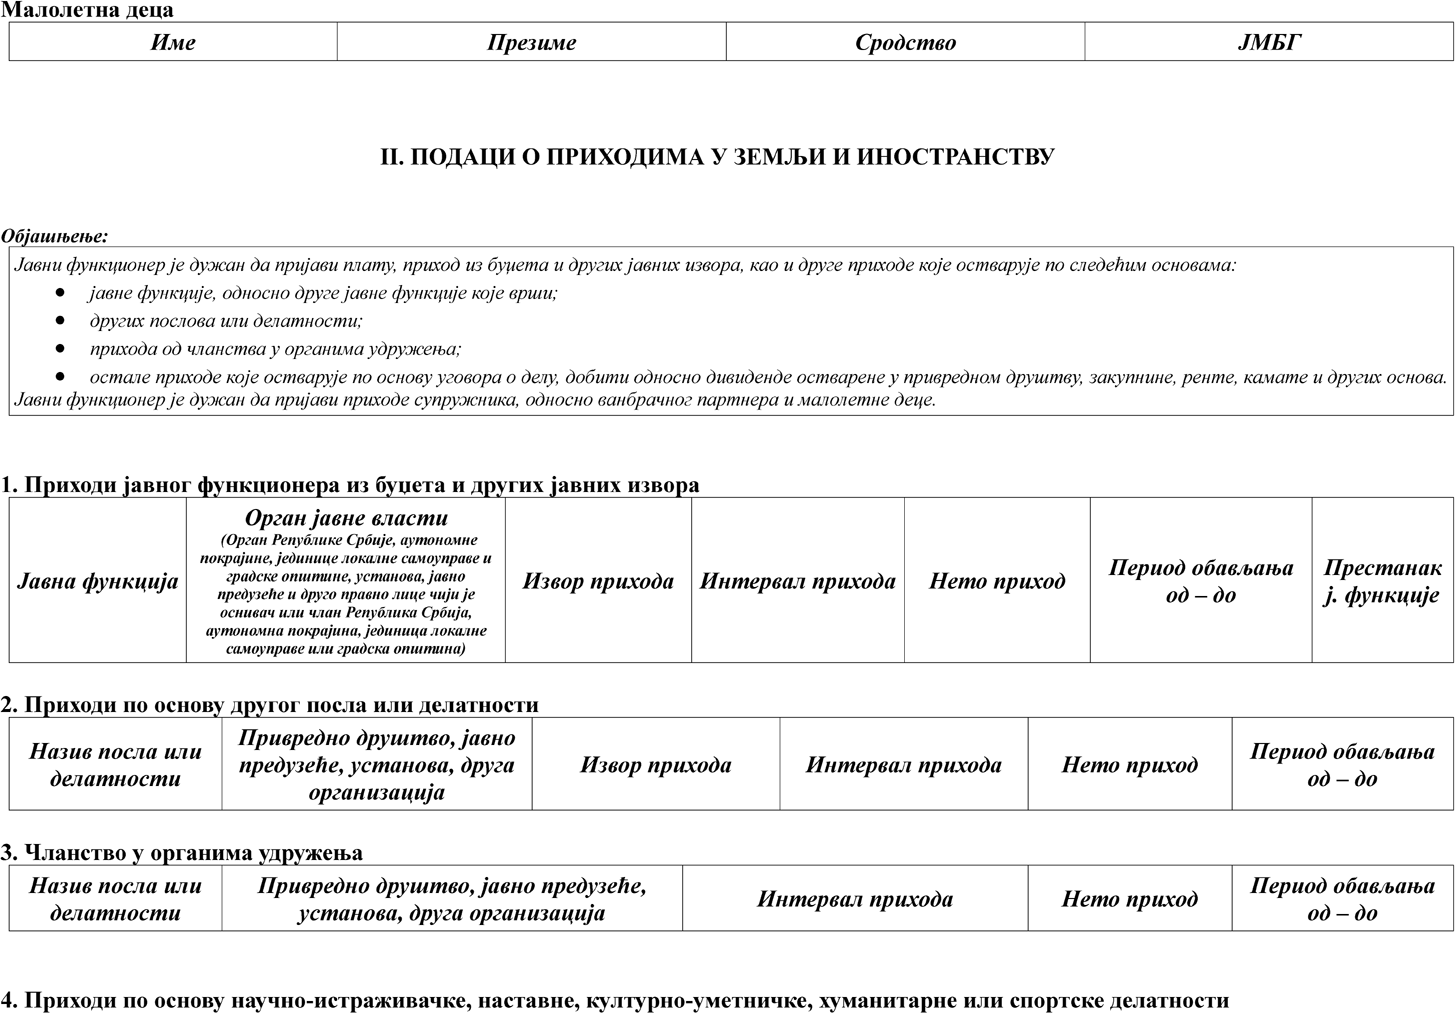 Малолетна деца
Име Презиме Сродство ЈМБГ
II. ПОДАЦИ О ПРИХОДИМА У ЗЕМЉИ И ИНОСТРАНСТВУ
Објашњење:
Јавни функционер је дужан да пријави плату, приход из буџета и других јавних извора, као и друге приходе које остварује по следећим основама:
● јавне функције, односно друге јавне функције које врши;
● других послова или делатности;
● прихода од чланства у органима удружења;
● остале приходе које остварује по основу уговора о делу, добити односно дивиденде остварене у привредном друштву, закупнине, ренте, камате и других основа.
Јавни функционер је дужан да пријави приходе супружника, односно ванбрачног партнера и малолетне деце.
1. Приходи јавног функционера из буџета и других јавних извора
Јавна функција
Орган јавне власти
(Орган Републике Србије, аутономне
покрајине, јединице локалне самоуправе и
градске општине, установа, јавно
предузеће и друго правно лице чији је
оснивач или члан Република Србија,
аутономна покрајина, јединица локалне
самоуправе или градска општина)
Извор прихода
Интервал прихода
Нето приход
Период обављања
од – до
Престанак
ј. функције
2. Приходи по основу другог посла или делатности
Назив посла или
делатности
Привредно друштво, јавно
предузеће, установа, друга
организација
Извор прихода
Интервал прихода
Нето приход
Период обављања
од – до
3. Чланство у органима удружења
Назив посла или
делатности
Привредно друштво, јавно предузеће,
установа, друга организација
Интервал прихода
Нето приход
Период обављања
од – до
4. Приходи по основу научно-истраживачке, наставне, културно-уметничке, хуманитарне или спортске делатности